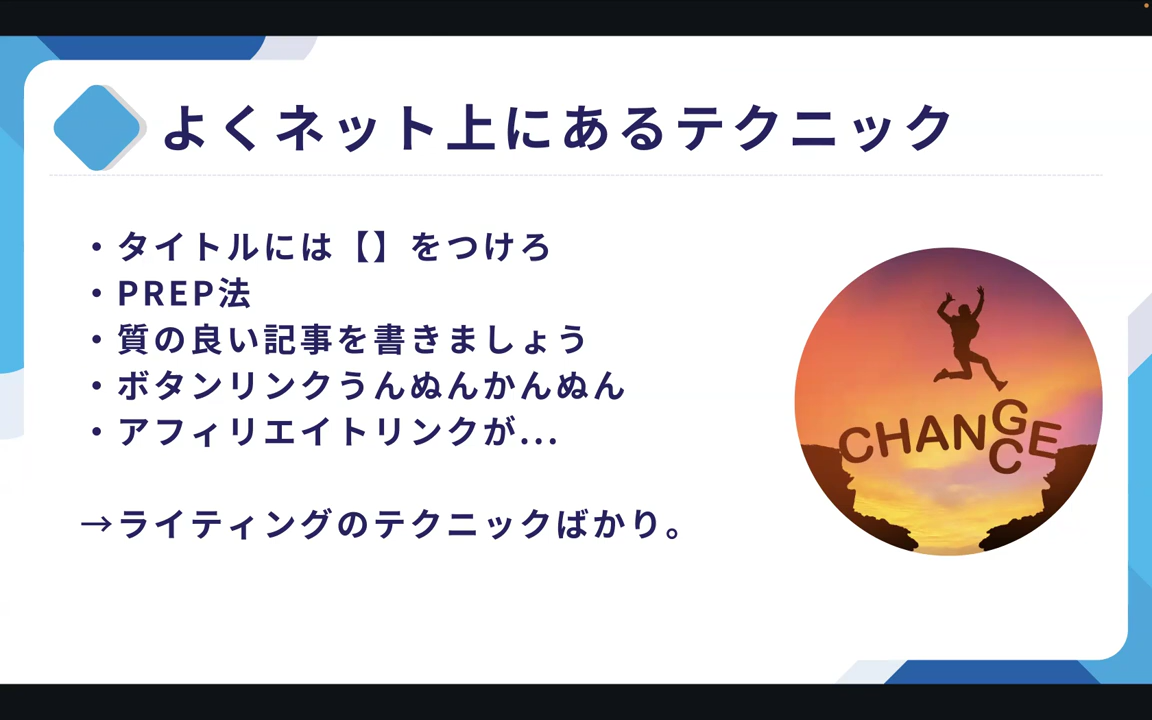 よくネット上にあるテクニック
・タイトルには【】をつけろ
・PREP法
・質の良い記事を書きましょう
・ボタンリンクうんぬんかんぬん
・アフィリエイトリンクが...
→ライティングのテクニックばかり。
CHANGE
C